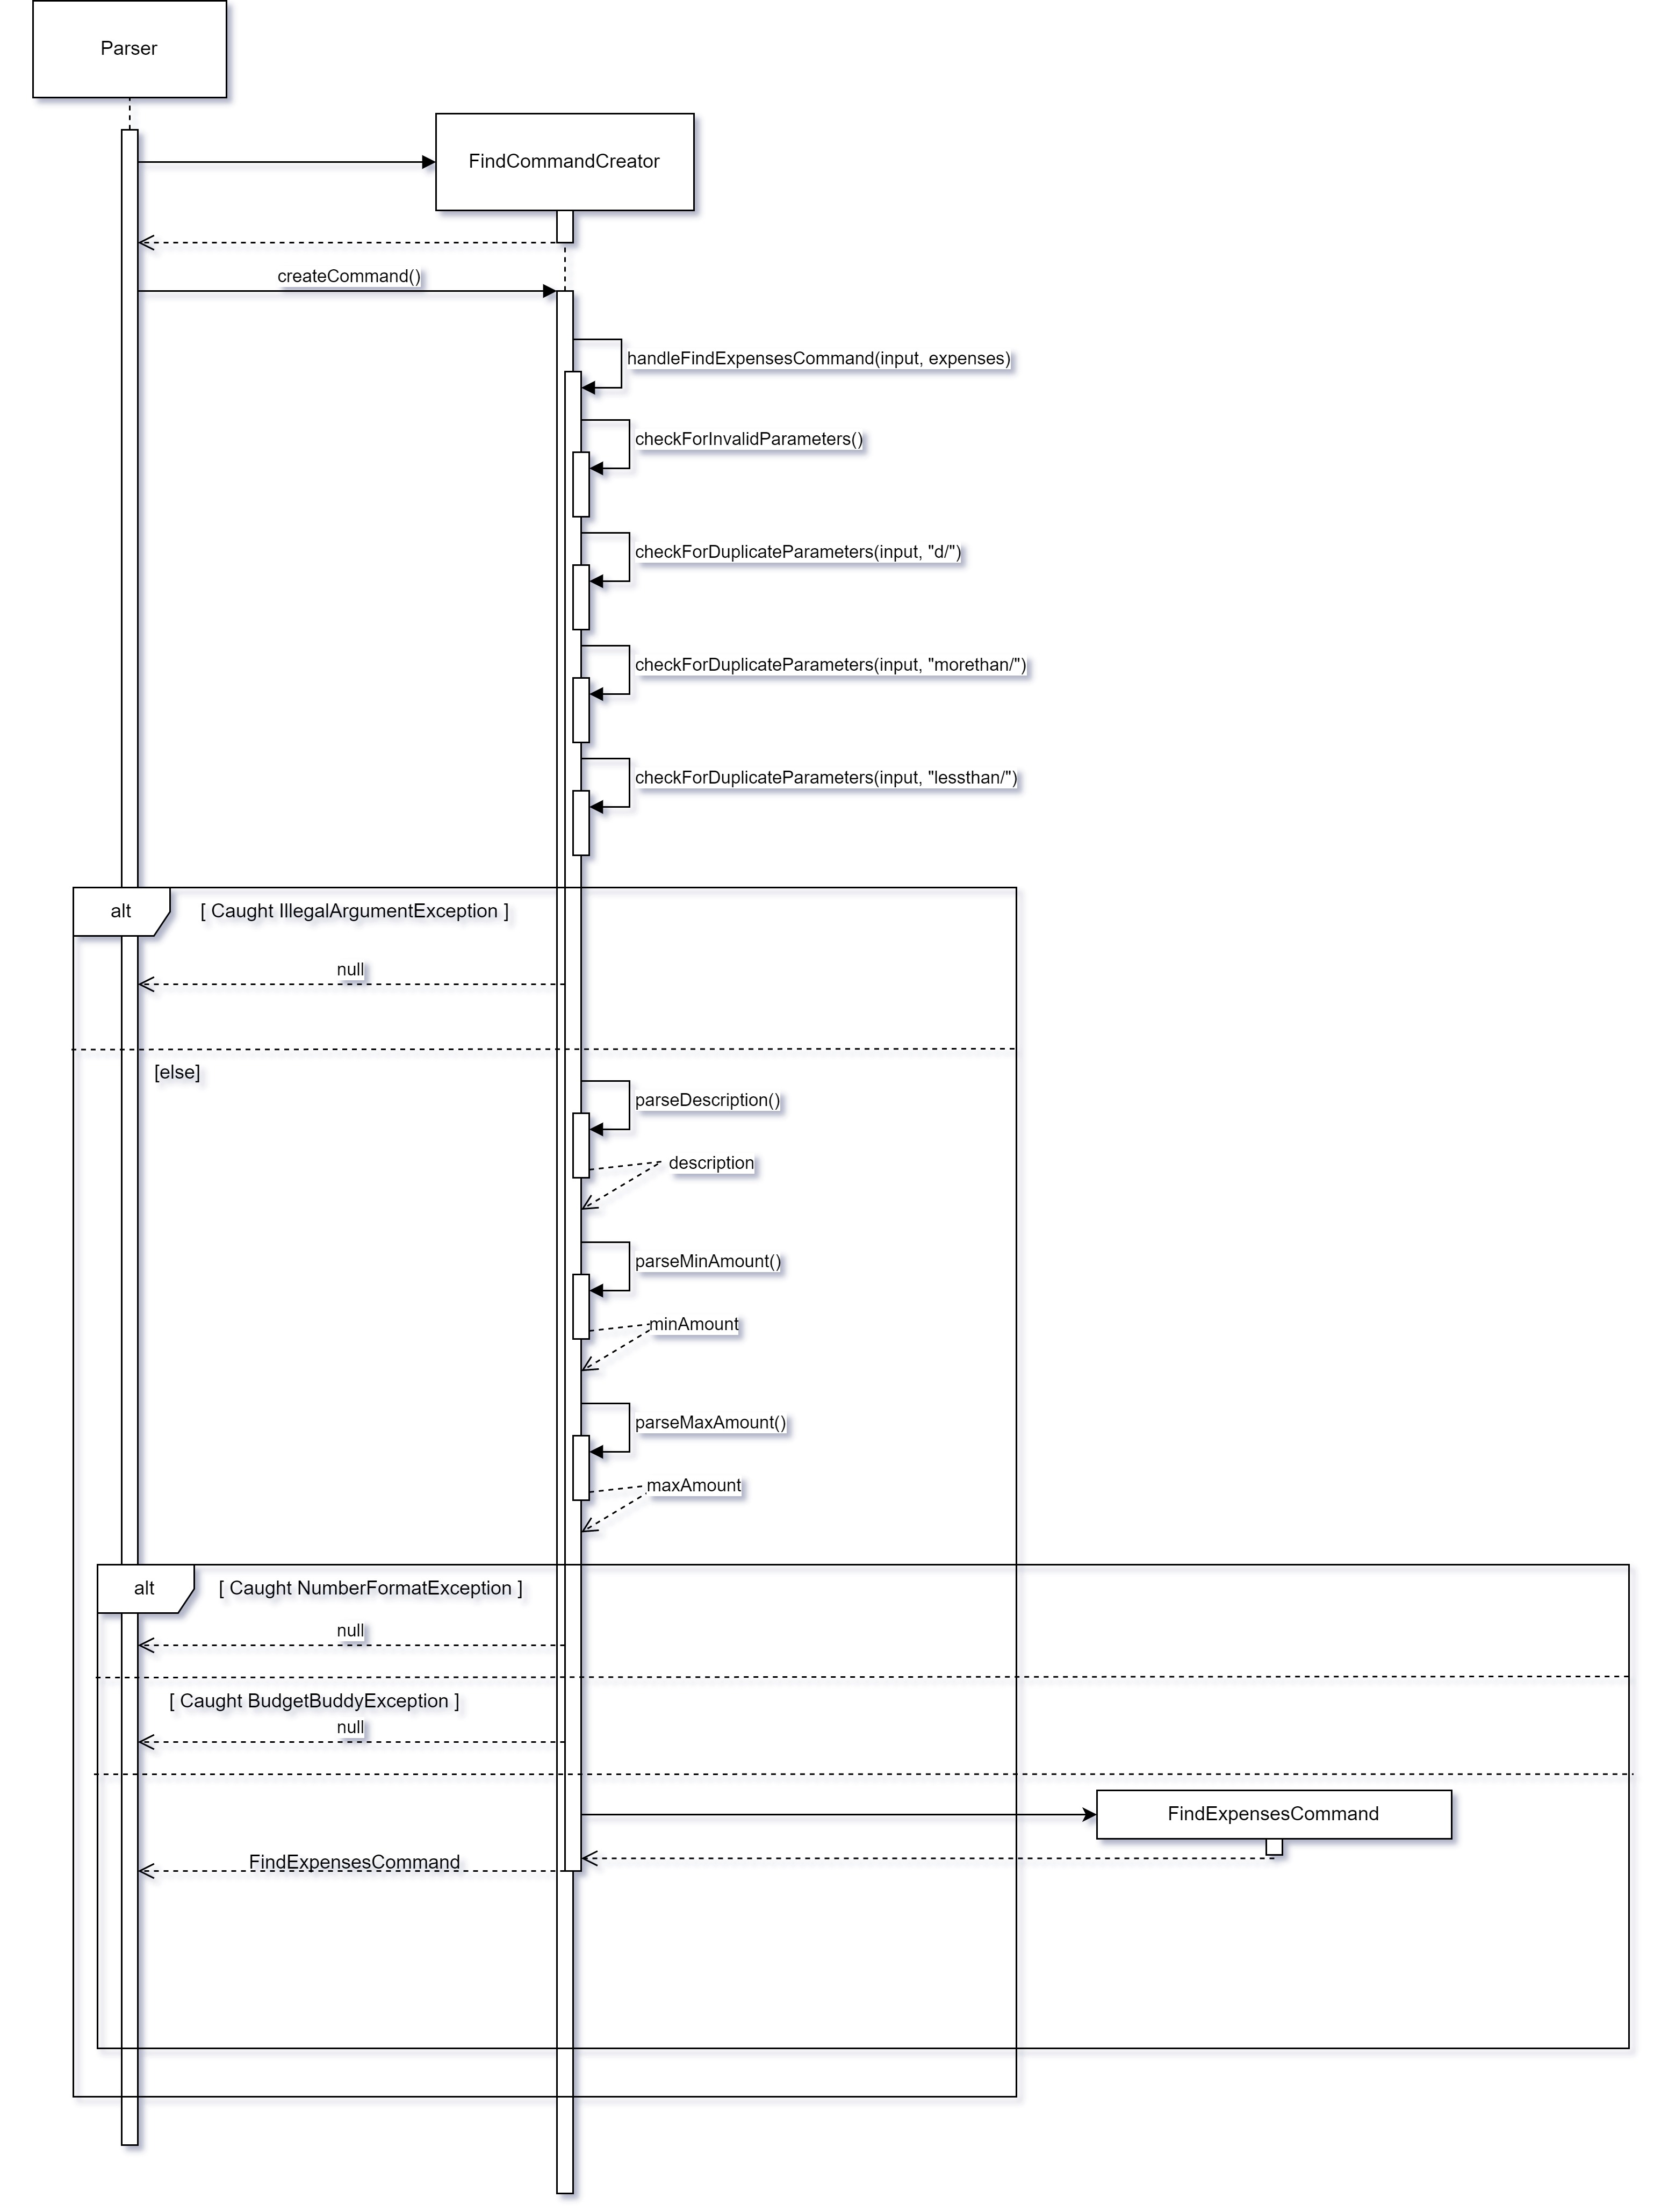 Parser
FindCommandCreator
createCommand()
handleFindExpensesCommand(input, expenses)
checkForInvalidParameters()
checkForDuplicateParameters(input, "d/")
checkForDuplicateParameters(input, "morethan/")
checkForDuplicateParameters(input, "lessthan/")
alt
[ Caught IllegalArgumentException ]
null
[else]
parseDescription()
description
parseMinAmount()
minAmount
parseMaxAmount()
maxAmount
alt
[ Caught NumberFormatException ]
null
[ Caught BudgetBuddyException ]
null
FindExpensesCommand
FindExpensesCommand